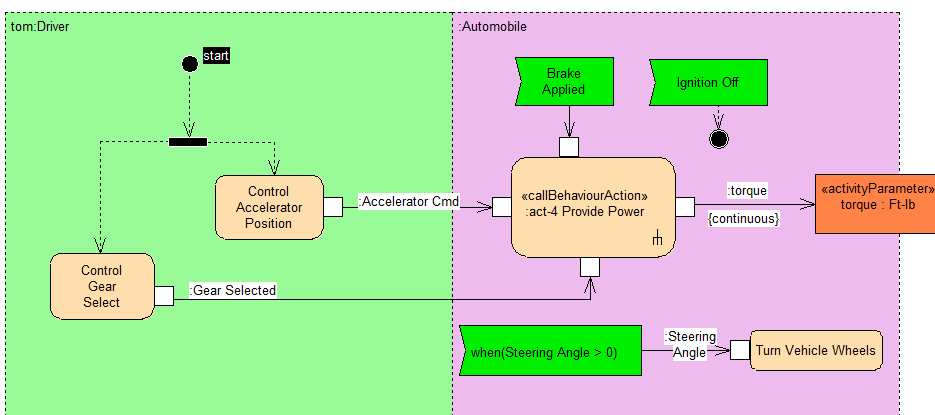 tom:Driver
:Automobile
start
Brake
Applied
Ignition Off
Control
Accelerator
Position
:Accelerator Cmd
«callBehaviourAction»
:act-4 Provide Power
:torque
{continuous}
«activityParameter»
torque : Ft-lb
Control
Gear
Select
:Gear Selected
when(Steering Angle > 0)
:Steering
Angle
Turn Vehicle Wheels